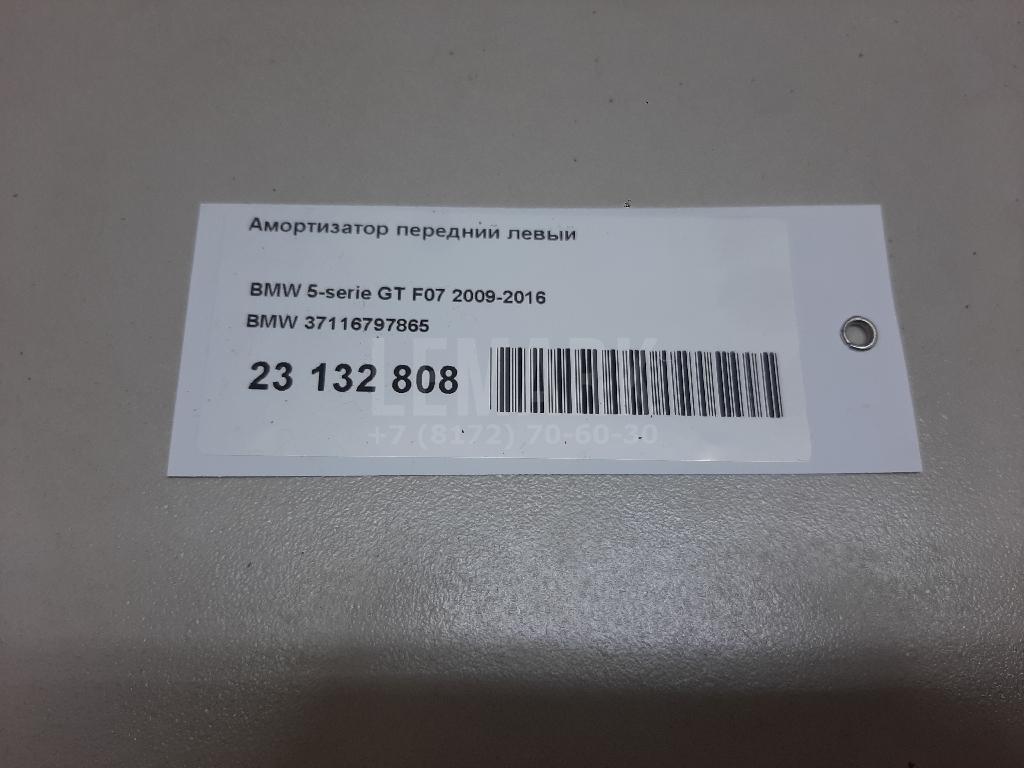 Амортизатор передний левый
BMW 5-serie GT F07 2009-2016
BMW 37116797865
23 132 808
LEMARK
+7 (8172) 70-60-30